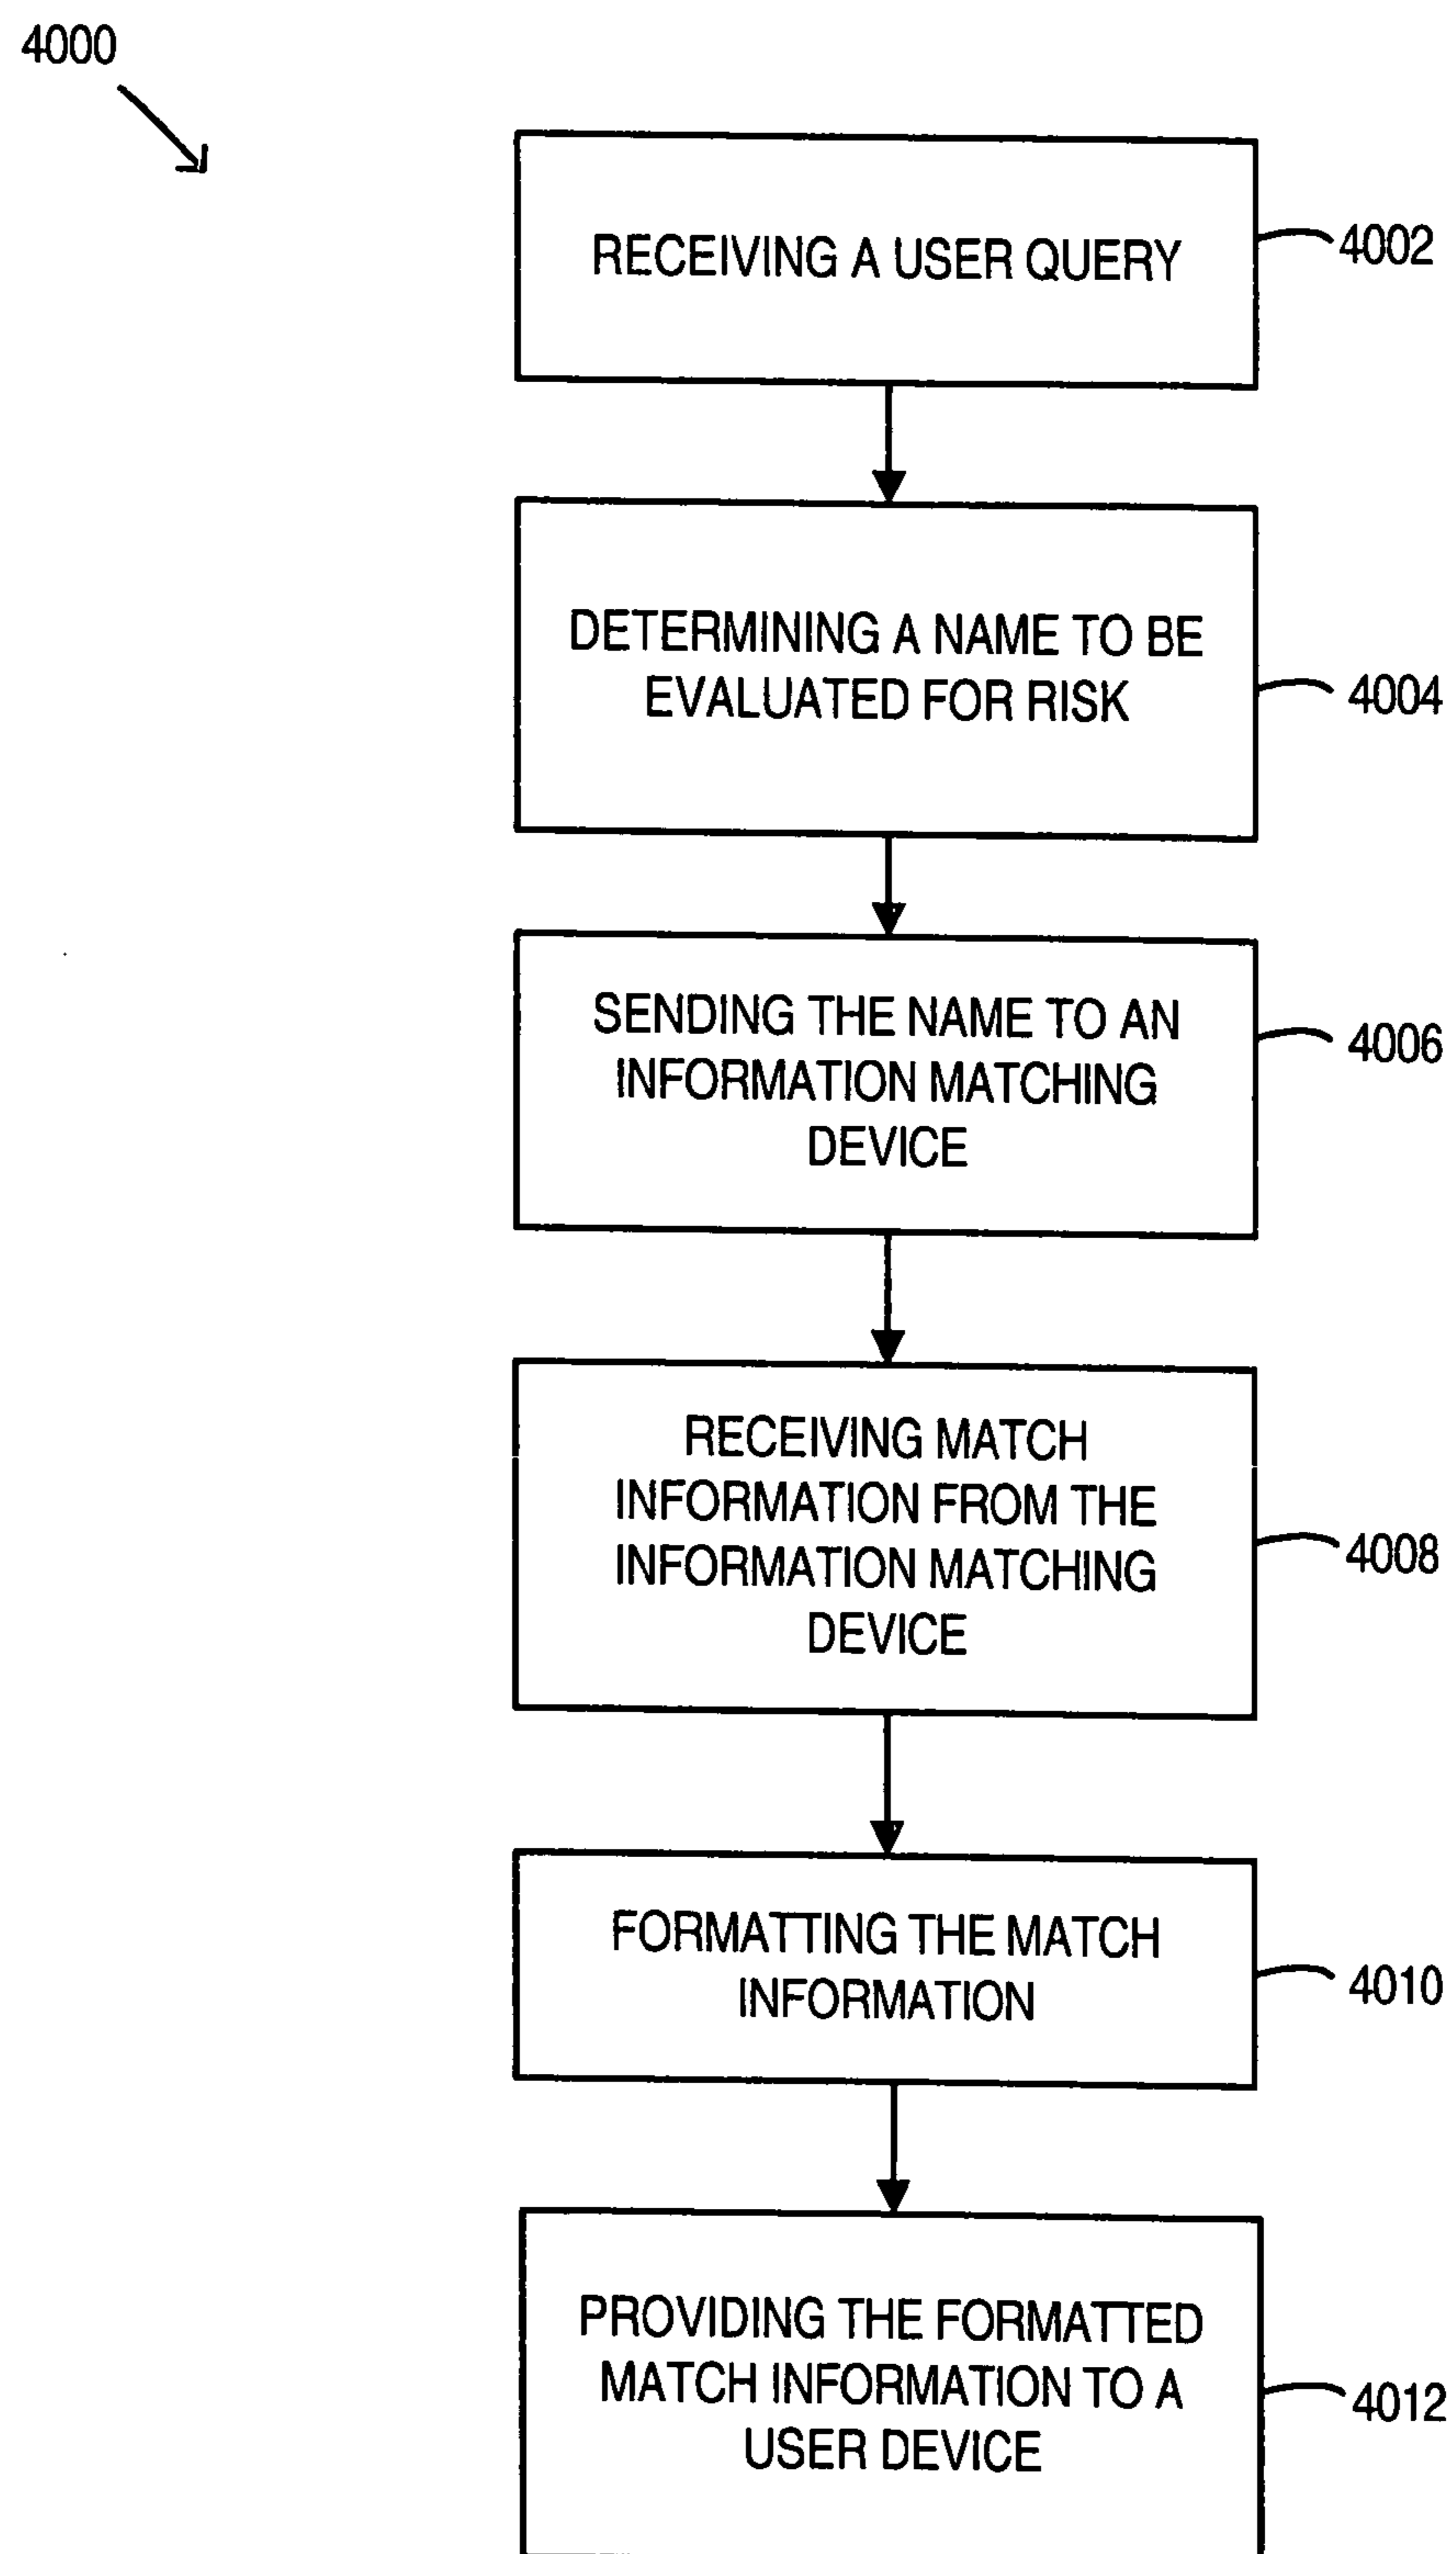 4000
RECEIVING A USER QUERY
4002
DETERMINING A NAME TO BE
EVALUATED FOR RISK
4004
SENDING THE NAME TO AN
INFORMATION MATCHING
DEVICE
4006
RECEIVING MATCH
INFORMATION FROM THE
INFORMATION MATCHING
DEVICE
4008
FORMATTING THE MATCH
INFORMATION
4010
PROVIDING THE FORMATTED
MATCH INFORMATION TO A
USER DEVICE
4012